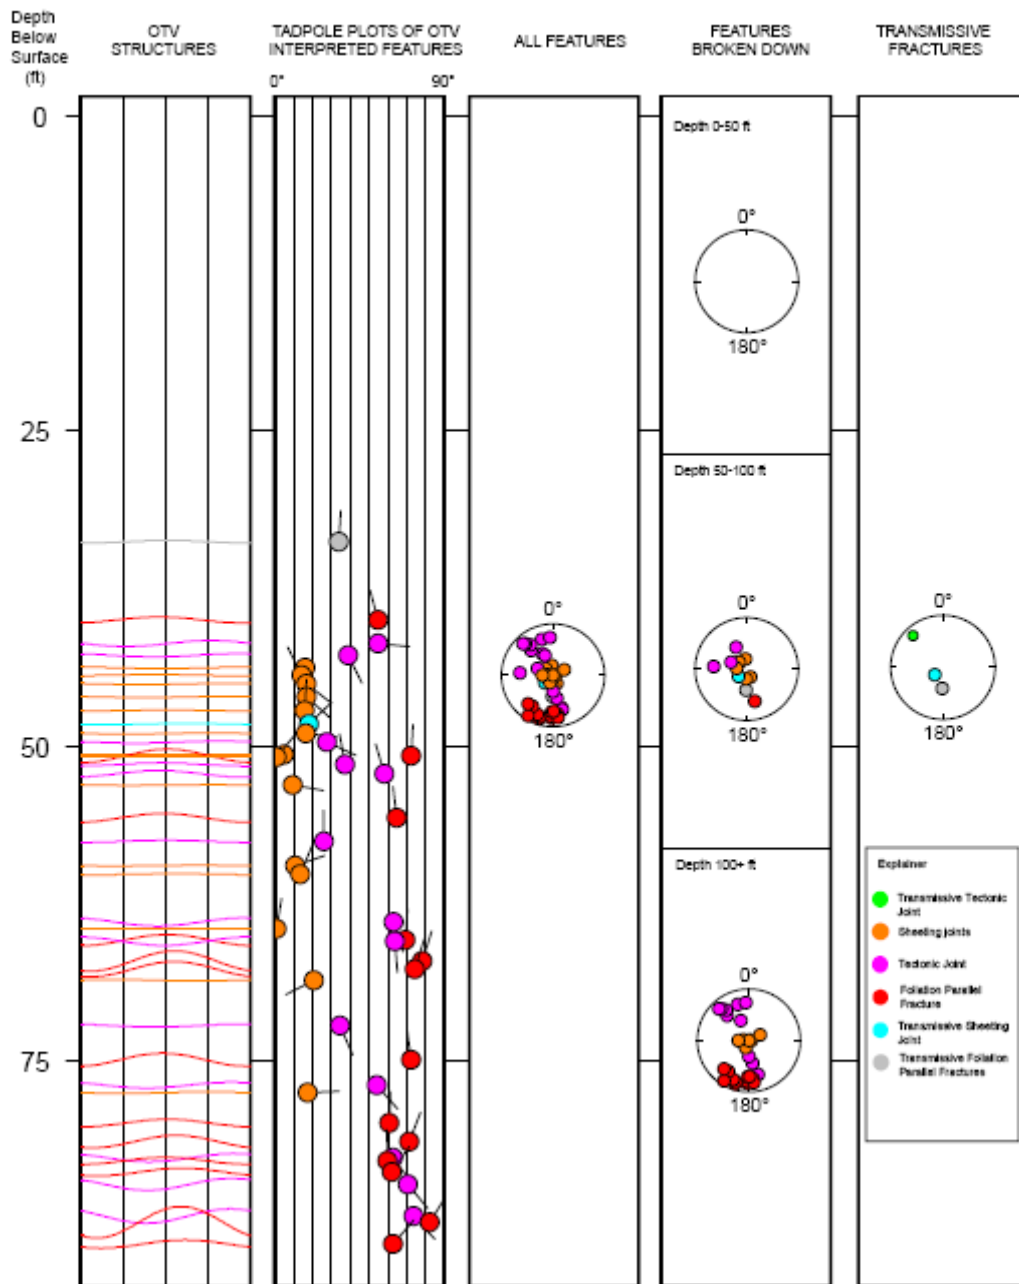 Depth
Below
Surface
(ft)
OTV
STRUCTURES
TADPOLE PLOTS OF OTV
INTERPRETED FEATURES
ALL FEATURES
FEATURES
BROKEN DOWN
TRANSMISSIVE
FRACTURES
0°
90°
0
Depth 0-50 ft
0°
180°
25
Depth 50-100 ft
0°
180°
0°
180°
0°
180°
50
Depth 100+ ft
Explainer
Transmissive Tectonic
Joint
Sheeting joints
Tectonic Joint
Foliation Parallel
Fracture
Transmissive Sheeting
Joint
Transmissive Foliation
Parallel Fractures
0°
180°
75